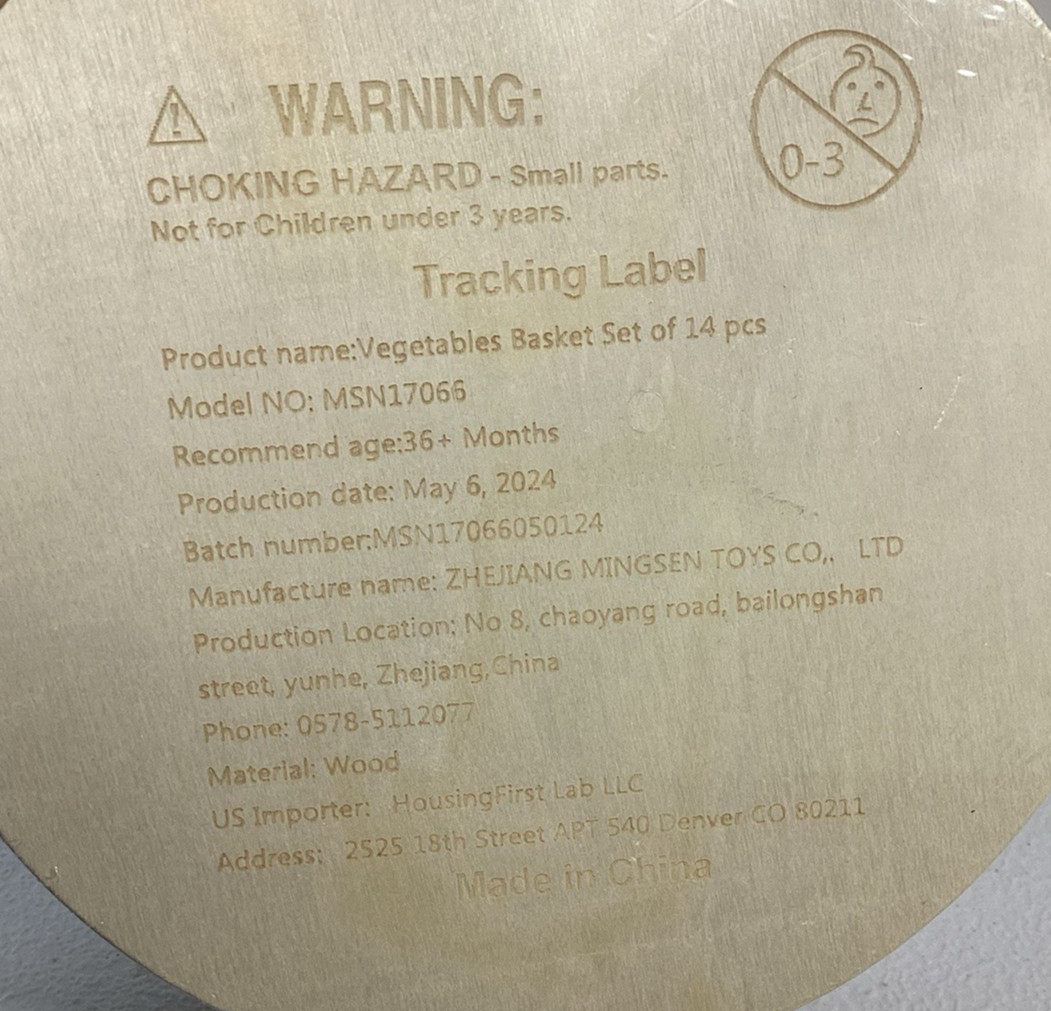 WARNING:
CHOKING HAZARD - Small parts.
Not for Children under 3 years.
0-3
Tracking Label
Product name:Vegetables Basket Set of 14 pcs
Model NO: MSN17066
Recommend age:36+ Months
Production date: May 6, 2024
Batch number:MSN17066050124
Manufacture name: ZHEJIANG MINGSEN TOYS CO,. LTD
Production Location: No 8, chaoyang road, bailongshan
street, yunhe, Zhejiang,China
Phone: 0578-5112077
Material: Wood
US Importer: HousingFirst Lab LLC
Address: 2525 18th Street APT 540 Denver CO 80211
Made in China